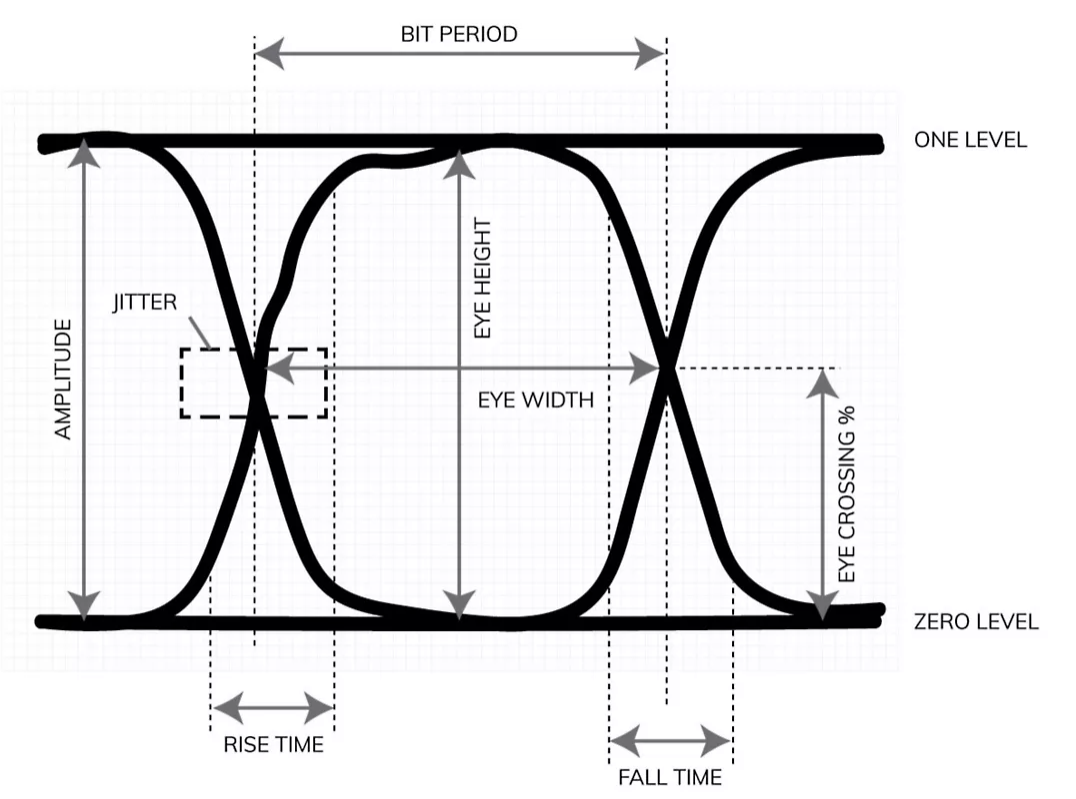 BIT PERIOD
ONE LEVEL
EYE HEIGHT
JITTER
AMPLITUDE
EYE WIDTH
EYE CROSSING %
ZERO LEVEL
RISE TIME
FALL TIME